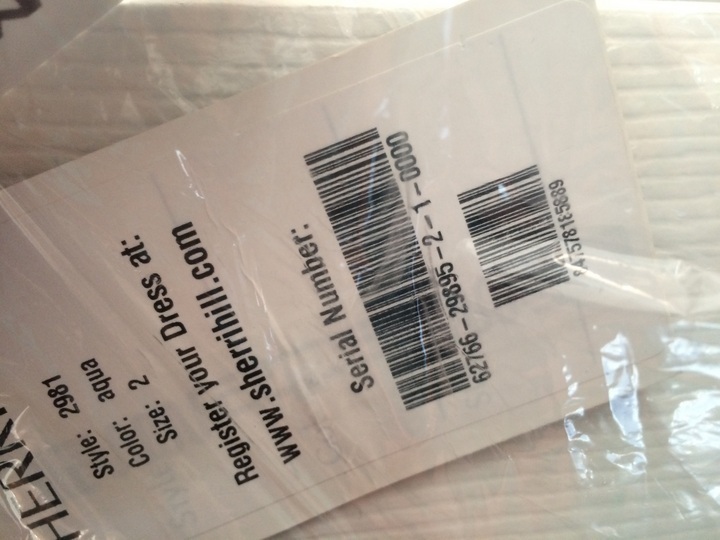 Style: 2981
Color: aqua
Size: 2
Register your Dress at:
www.sherrihill.com
Serial Number:
62766-29895-2-1-0000